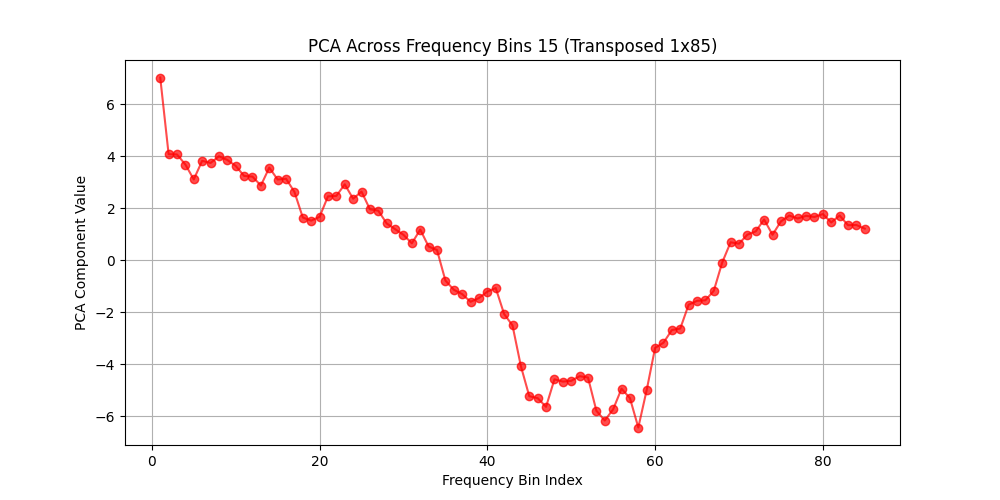 PCA Across Frequency Bins 15 (Transposed 1x85)
PCA Component Value
6
4
2
0
−2
−4
−6
0 20 40 60 80
Frequency Bin Index